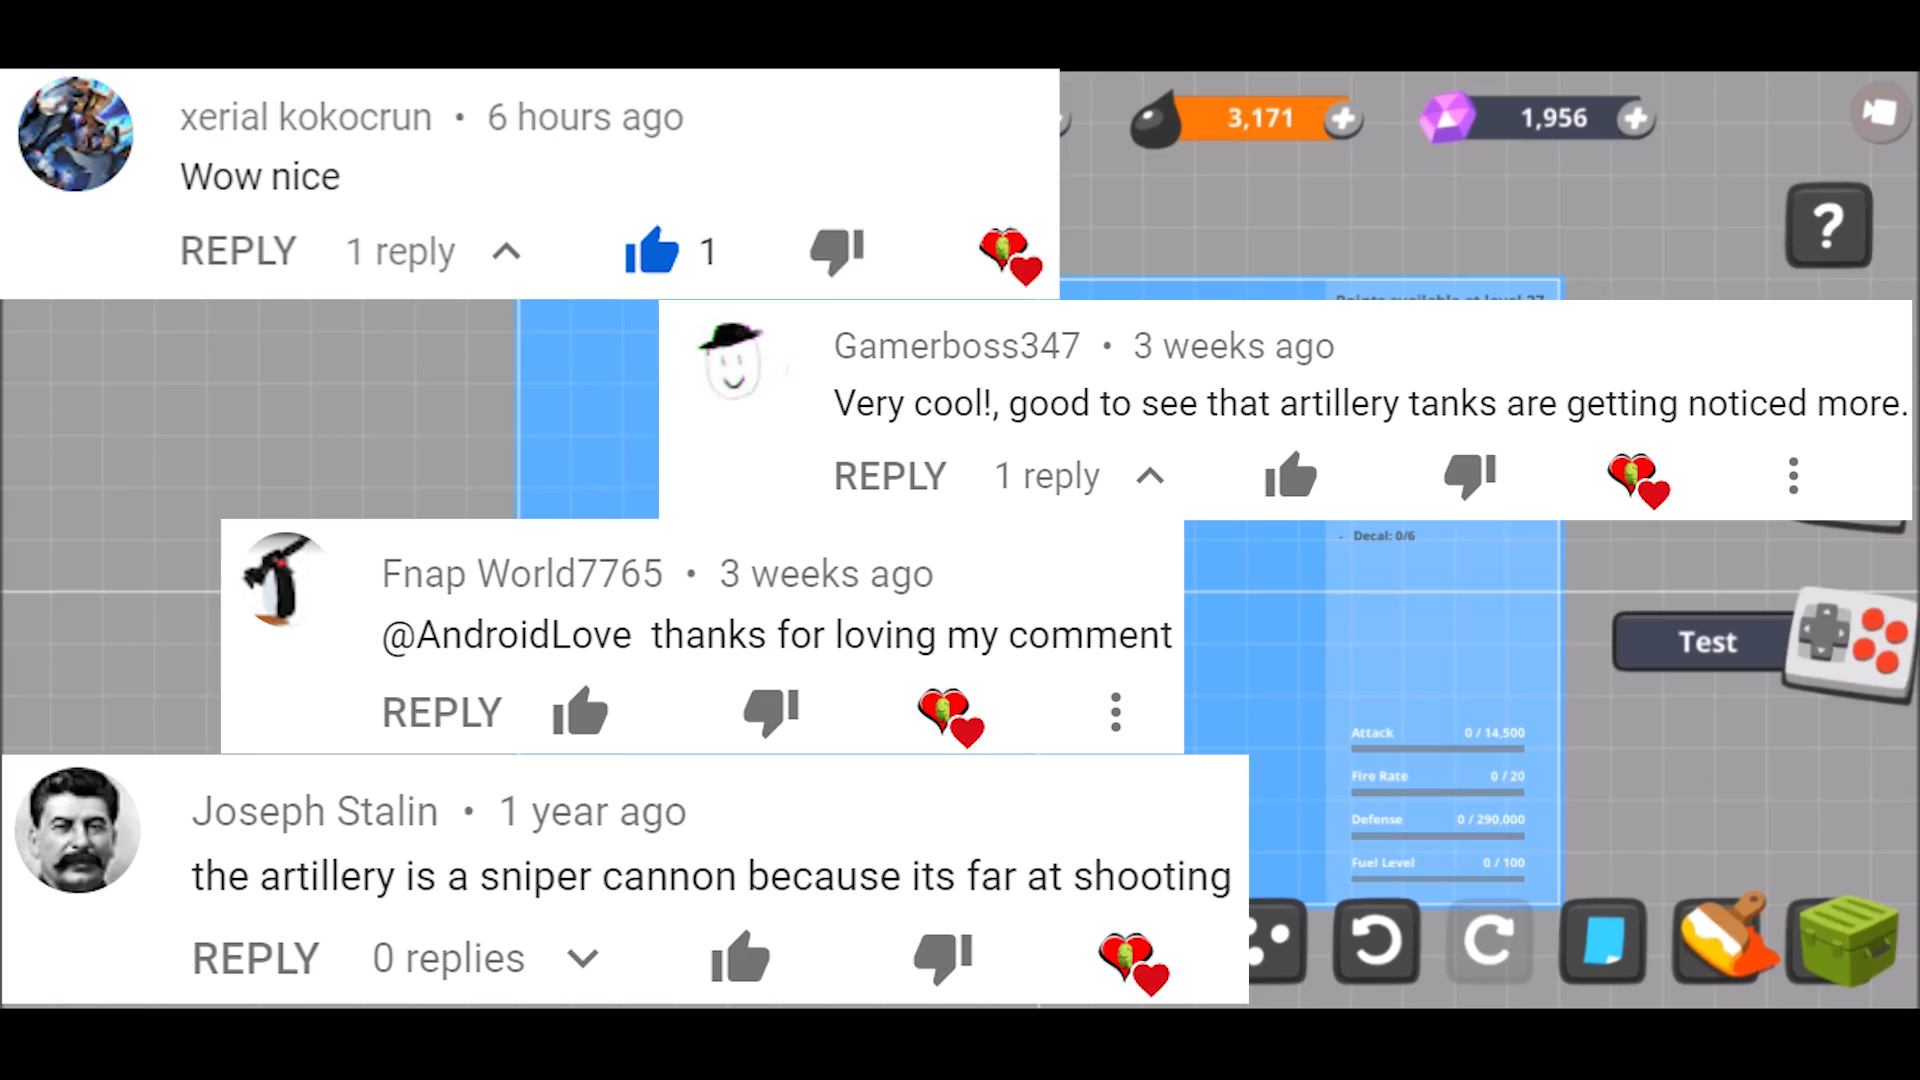 xerial kokocrun • 6 hours ago
Wow nice
REPLY 1 reply 1
3,171
1,956
?
Gamerboss347 • 3 weeks ago
Very cool!, good to see that artillery tanks are getting noticed more.
REPLY 1 reply
- Decal: 0/6
Fnap World7765 • 3 weeks ago
@AndroidLove thanks for loving my comment
REPLY
Test
Attack 0 / 14,500
Fire Rate 0 / 20
Defense 0 / 290,000
Fuel Level 0 / 100
Joseph Stalin • 1 year ago
the artillery is a sniper cannon because its far at shooting
REPLY 0 replies